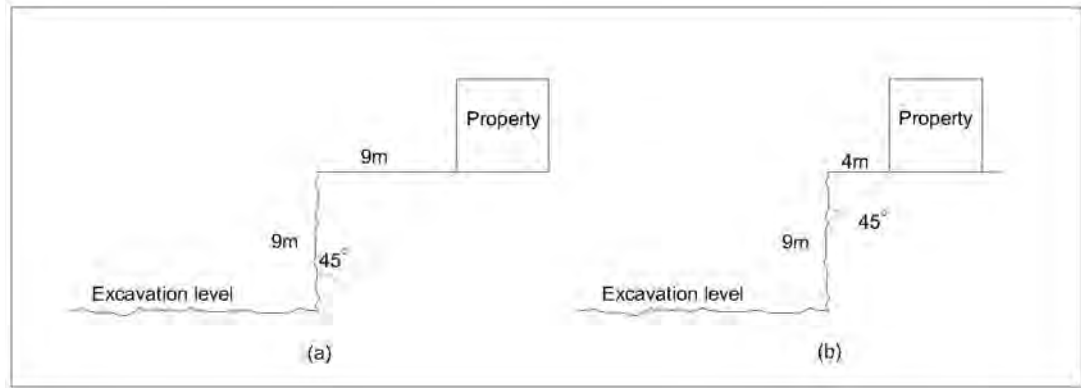 Property
9m
9m
45°
Excavation level
(a)
Property
4m
45°
9m
Excavation level
(b)